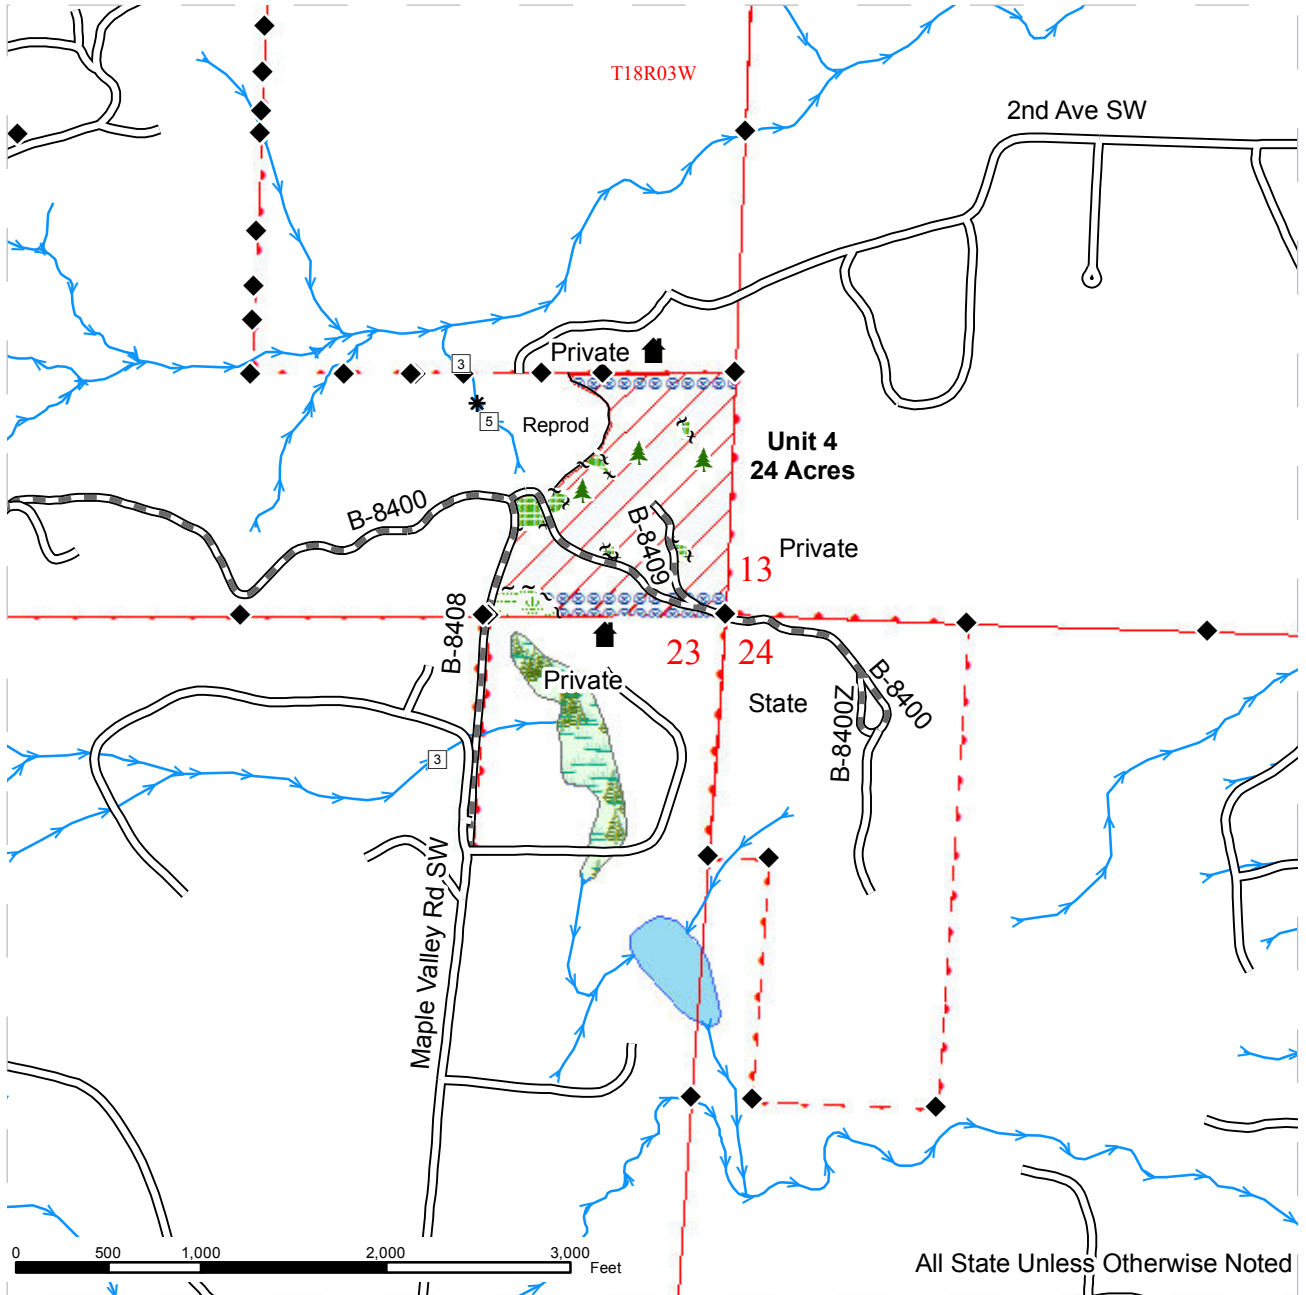 T18R03W
2nd Ave SW
Private
3
5
Reprod
Unit 4
24 Acres
B-8400
B-8409
Private
13
B-8408
23
24
Private
State
B-8400
B-8400Z
3
Maple Valley Rd SW
0
500
1,000
2,000
3,000
Feet
All State Unless Otherwise Noted